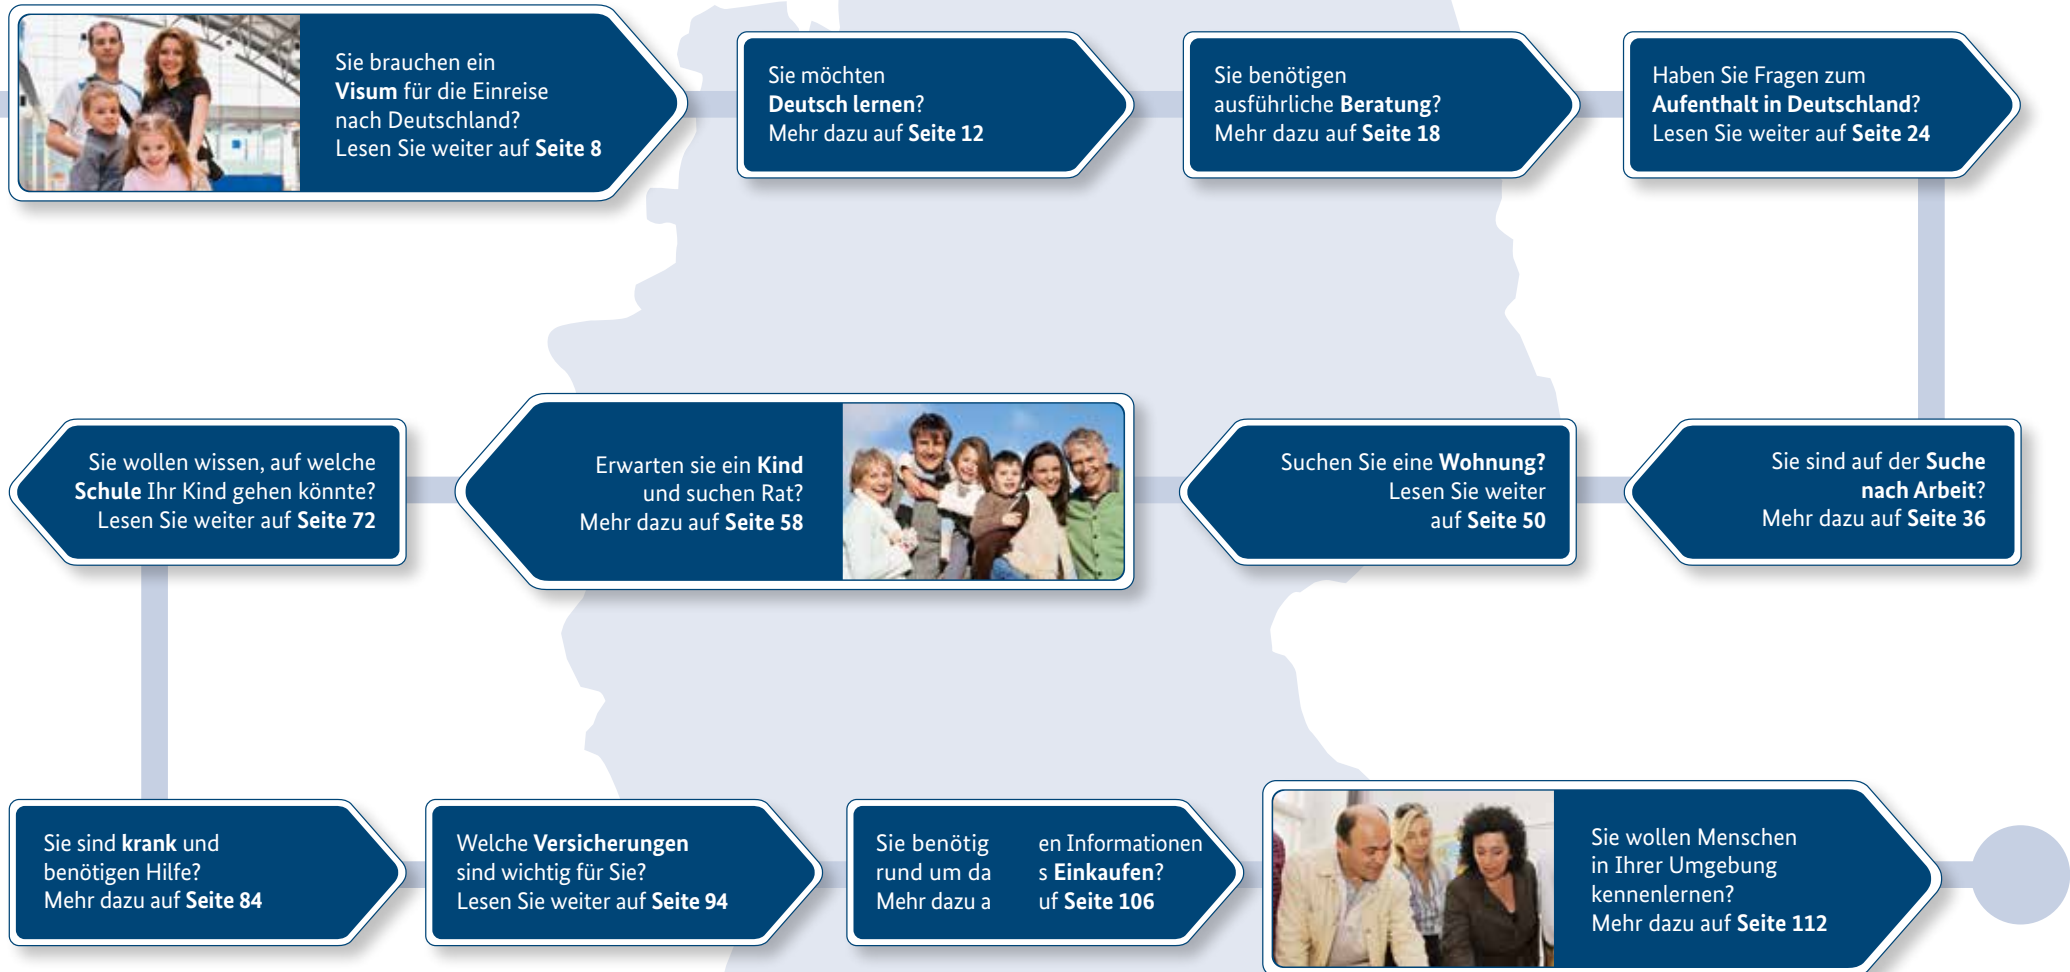 Sie brauchen ein
Visum für die Einreise
nach Deutschland?
Lesen Sie weiter auf Seite 8
Sie möchten
Deutsch lernen?
Mehr dazu auf Seite 12
Sie benötigen
ausführliche Beratung?
Mehr dazu auf Seite 18
Haben Sie Fragen zum
Aufenthalt in Deutschland?
Lesen Sie weiter auf Seite 24
Sie sind auf der Suche
nach Arbeit?
Mehr dazu auf Seite 36
Suchen Sie eine Wohnung?
Lesen Sie weiter
auf Seite 50
Erwarten sie ein Kind
und suchen Rat?
Mehr dazu auf Seite 58
Sie wollen wissen, auf welche
Schule Ihr Kind gehen könnte?
Lesen Sie weiter auf Seite 72
Sie sind krank und
benötigen Hilfe?
Mehr dazu auf Seite 84
Welche Versicherungen
sind wichtig für Sie?
Lesen Sie weiter auf Seite 94
Sie benötig en Informationen
rund um da s Einkaufen?
Mehr dazu a uf Seite 106
Sie wollen Menschen
in Ihrer Umgebung
kennenlernen?
Mehr dazu auf Seite 112